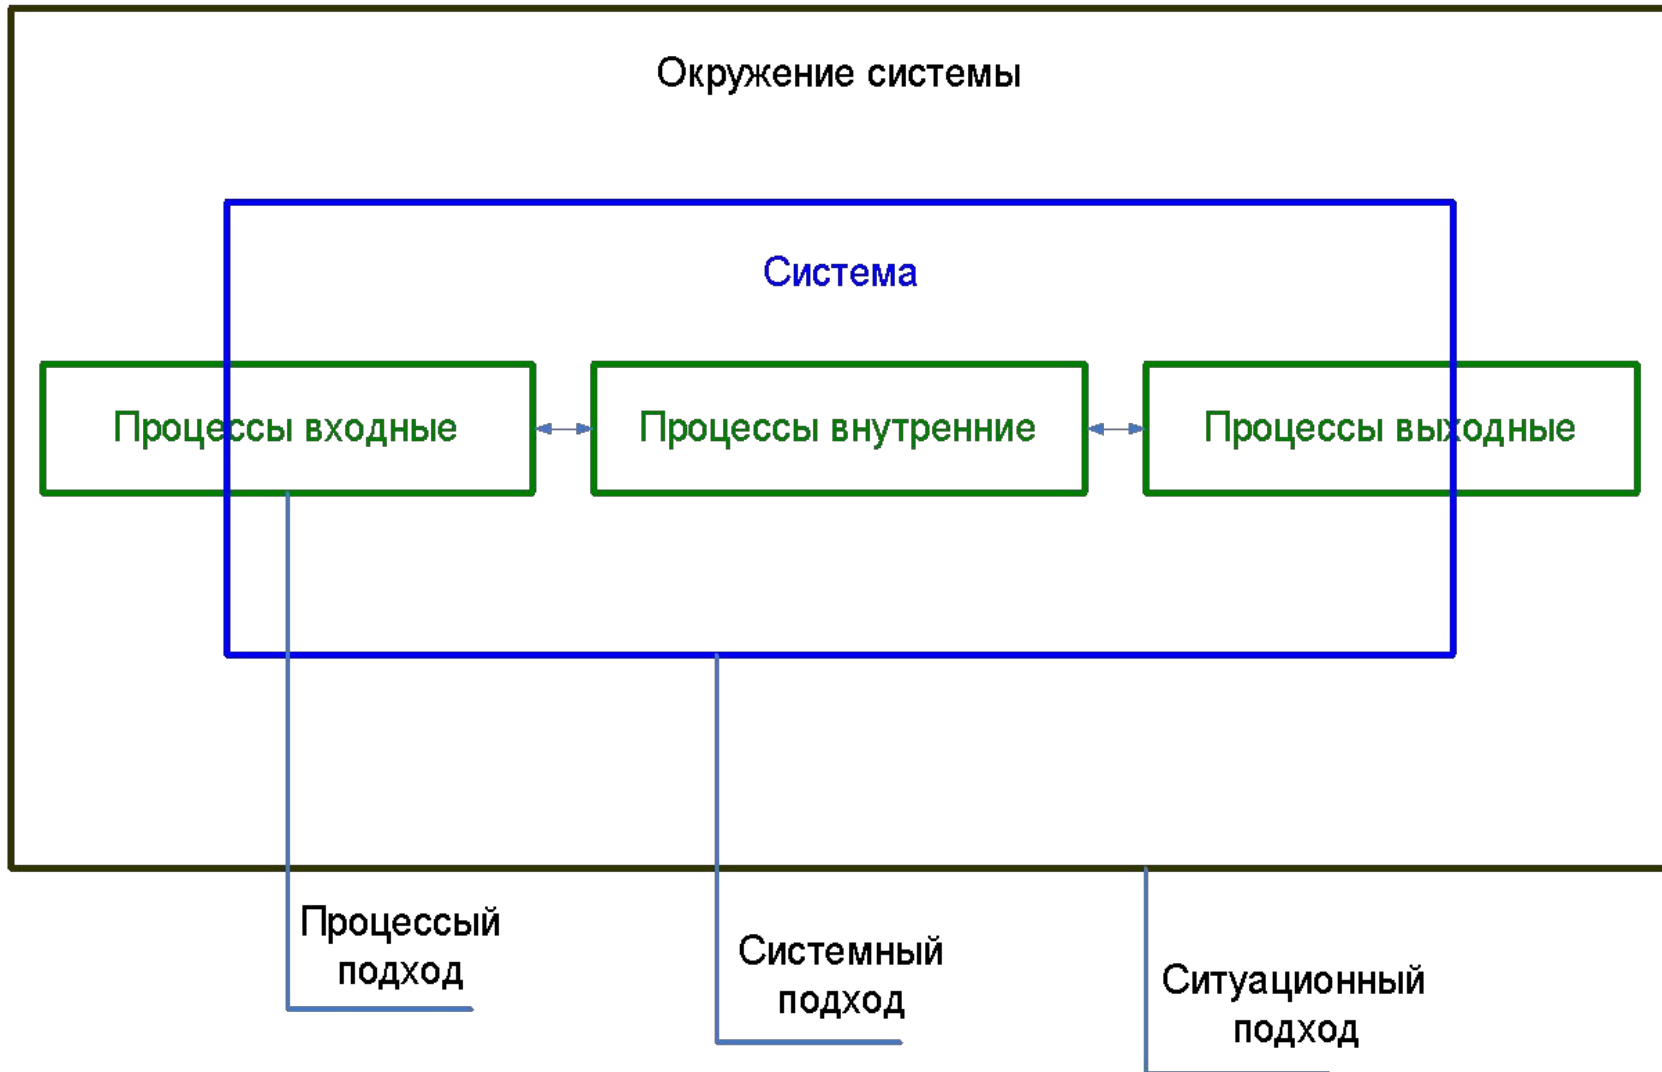 Окружение системы
Система
Процессы входные
Процессы внутренние
Процессы выходные
Процессый
подход
Системный
подход
Ситуационный
подход